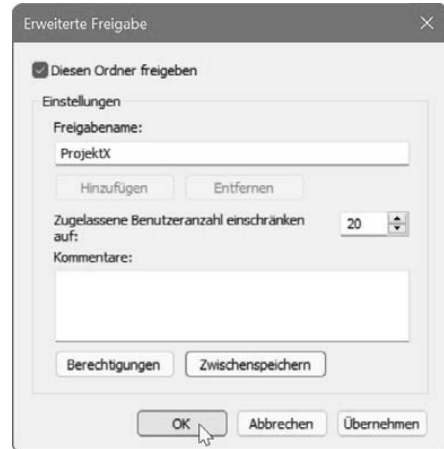 Erweiterte Freigabe
Diesen Ordner freigeben
Einstellungen
Freigabename:
ProjektX
Hinzufügen Entfernen
Zugelassene Benutzeranzahl einschränken 20
auf:
Kommentare:
Berechtigungen Zwischenspeichern
OK Abbrechen Übernehmen